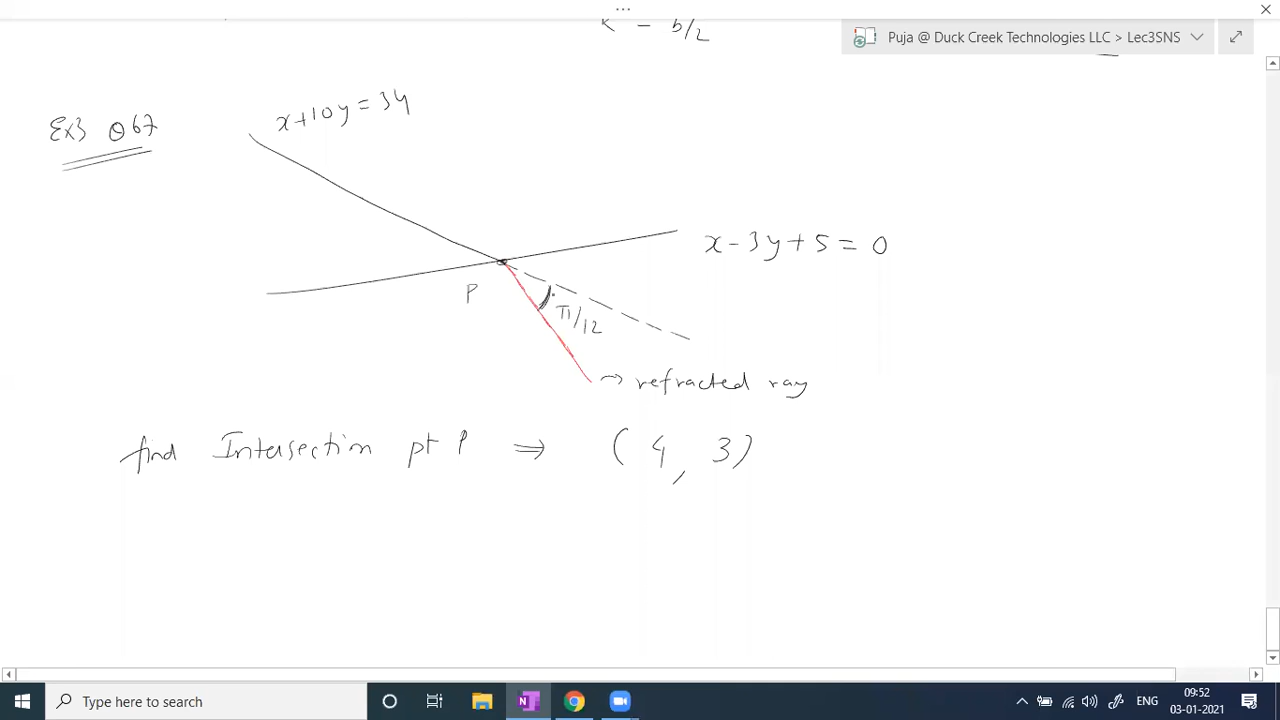 ...
K = b/2
Puja @ Duck Creek Technologies LLC > Lec3SNS
Ex3 Q67
x+10y=34
x-3y+5=0
P
π/12
→ refracted ray
find Intersection pt P ⇒ (4, 3)
Type here to search
ENG
09:52
03-01-2021